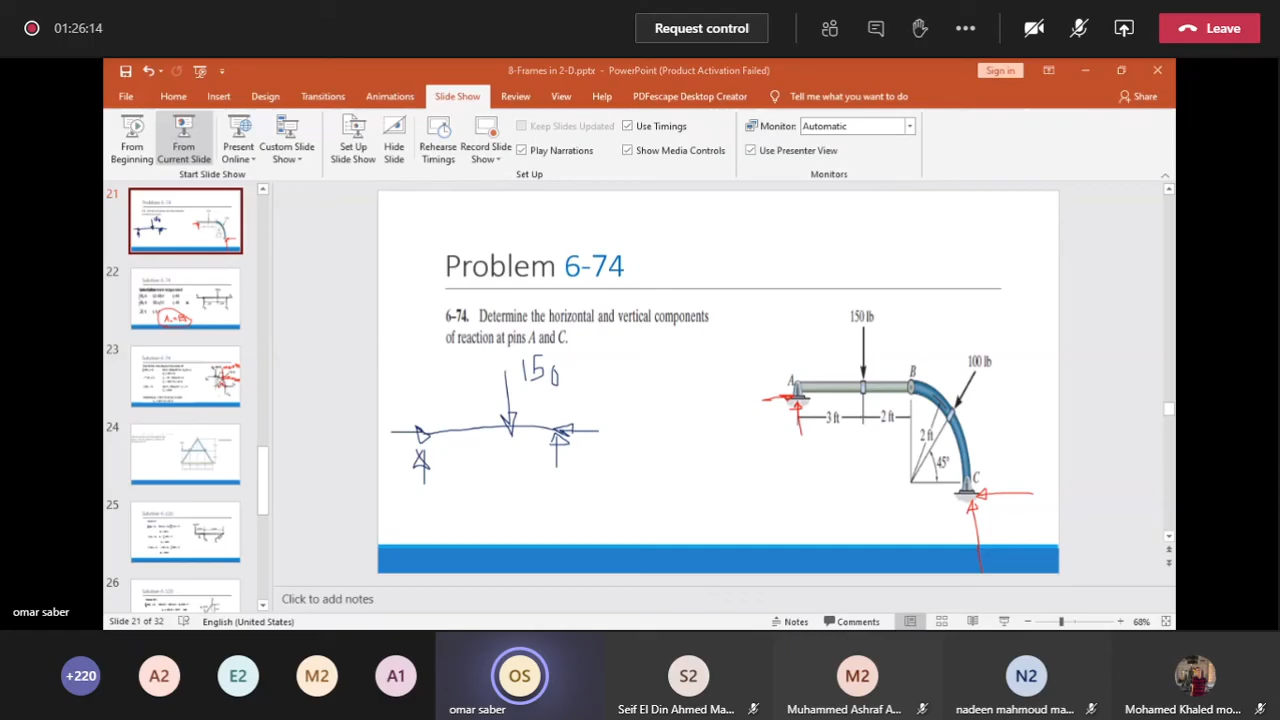 01:26:14
Request control
Leave
8-Frames in 2-D.pptx - PowerPoint (Product Activation Failed)
Sign in
File Home Insert Design Transitions Animations Slide Show Review View Help PDFescape Desktop Creator Tell me what you want to do Share
From Beginning
From Current Slide
Present Online
Custom Slide Show
Set Up Slide Show
Hide Slide
Rehearse Timings
Record Slide Show
Keep Slides Updated
Play Narrations
Use Timings
Show Media Controls
Monitor: Automatic
Use Presenter View
Start Slide Show
Set Up
Monitors
21
22
23
24
25
26
Problem 6-74
6-74. Determine the horizontal and vertical components
of reaction at pins A and C.
150
150 lb
100 lb
A
B
3 ft
2 ft
2 ft
45°
C
Click to add notes
Slide 21 of 32
English (United States)
Notes
Comments
68%
omar saber
+220
A2
E2
M2
A1
OS
S2
M2
N2
omar saber
Seif El Din Ahmed Ma...
Muhammed Ashraf A...
nadeen mahmoud ma...
Mohamed Khaled mo...